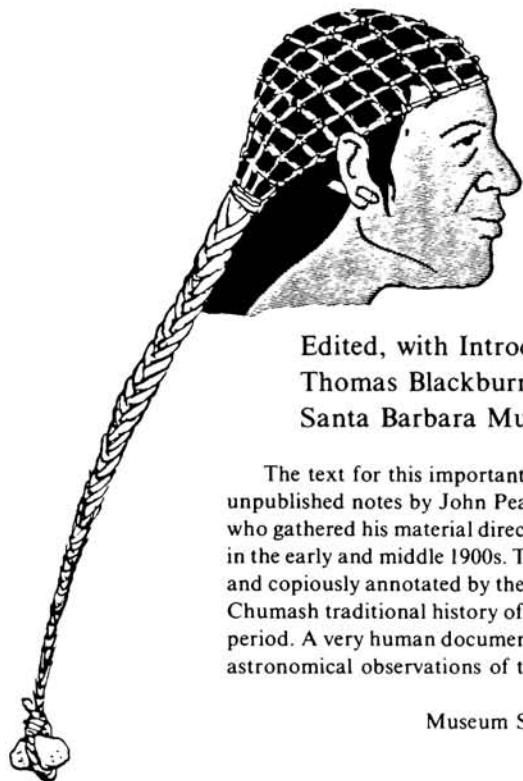 Edited, with Introd
Thomas Blackburn
Santa Barbara Mu
The text for this important
unpublished notes by John Pea
who gathered his material direc
in the early and middle 1900s. T
and copiously annotated by the
Chumash traditional history of
period. A very human documen
astronomical observations of t
Museum S